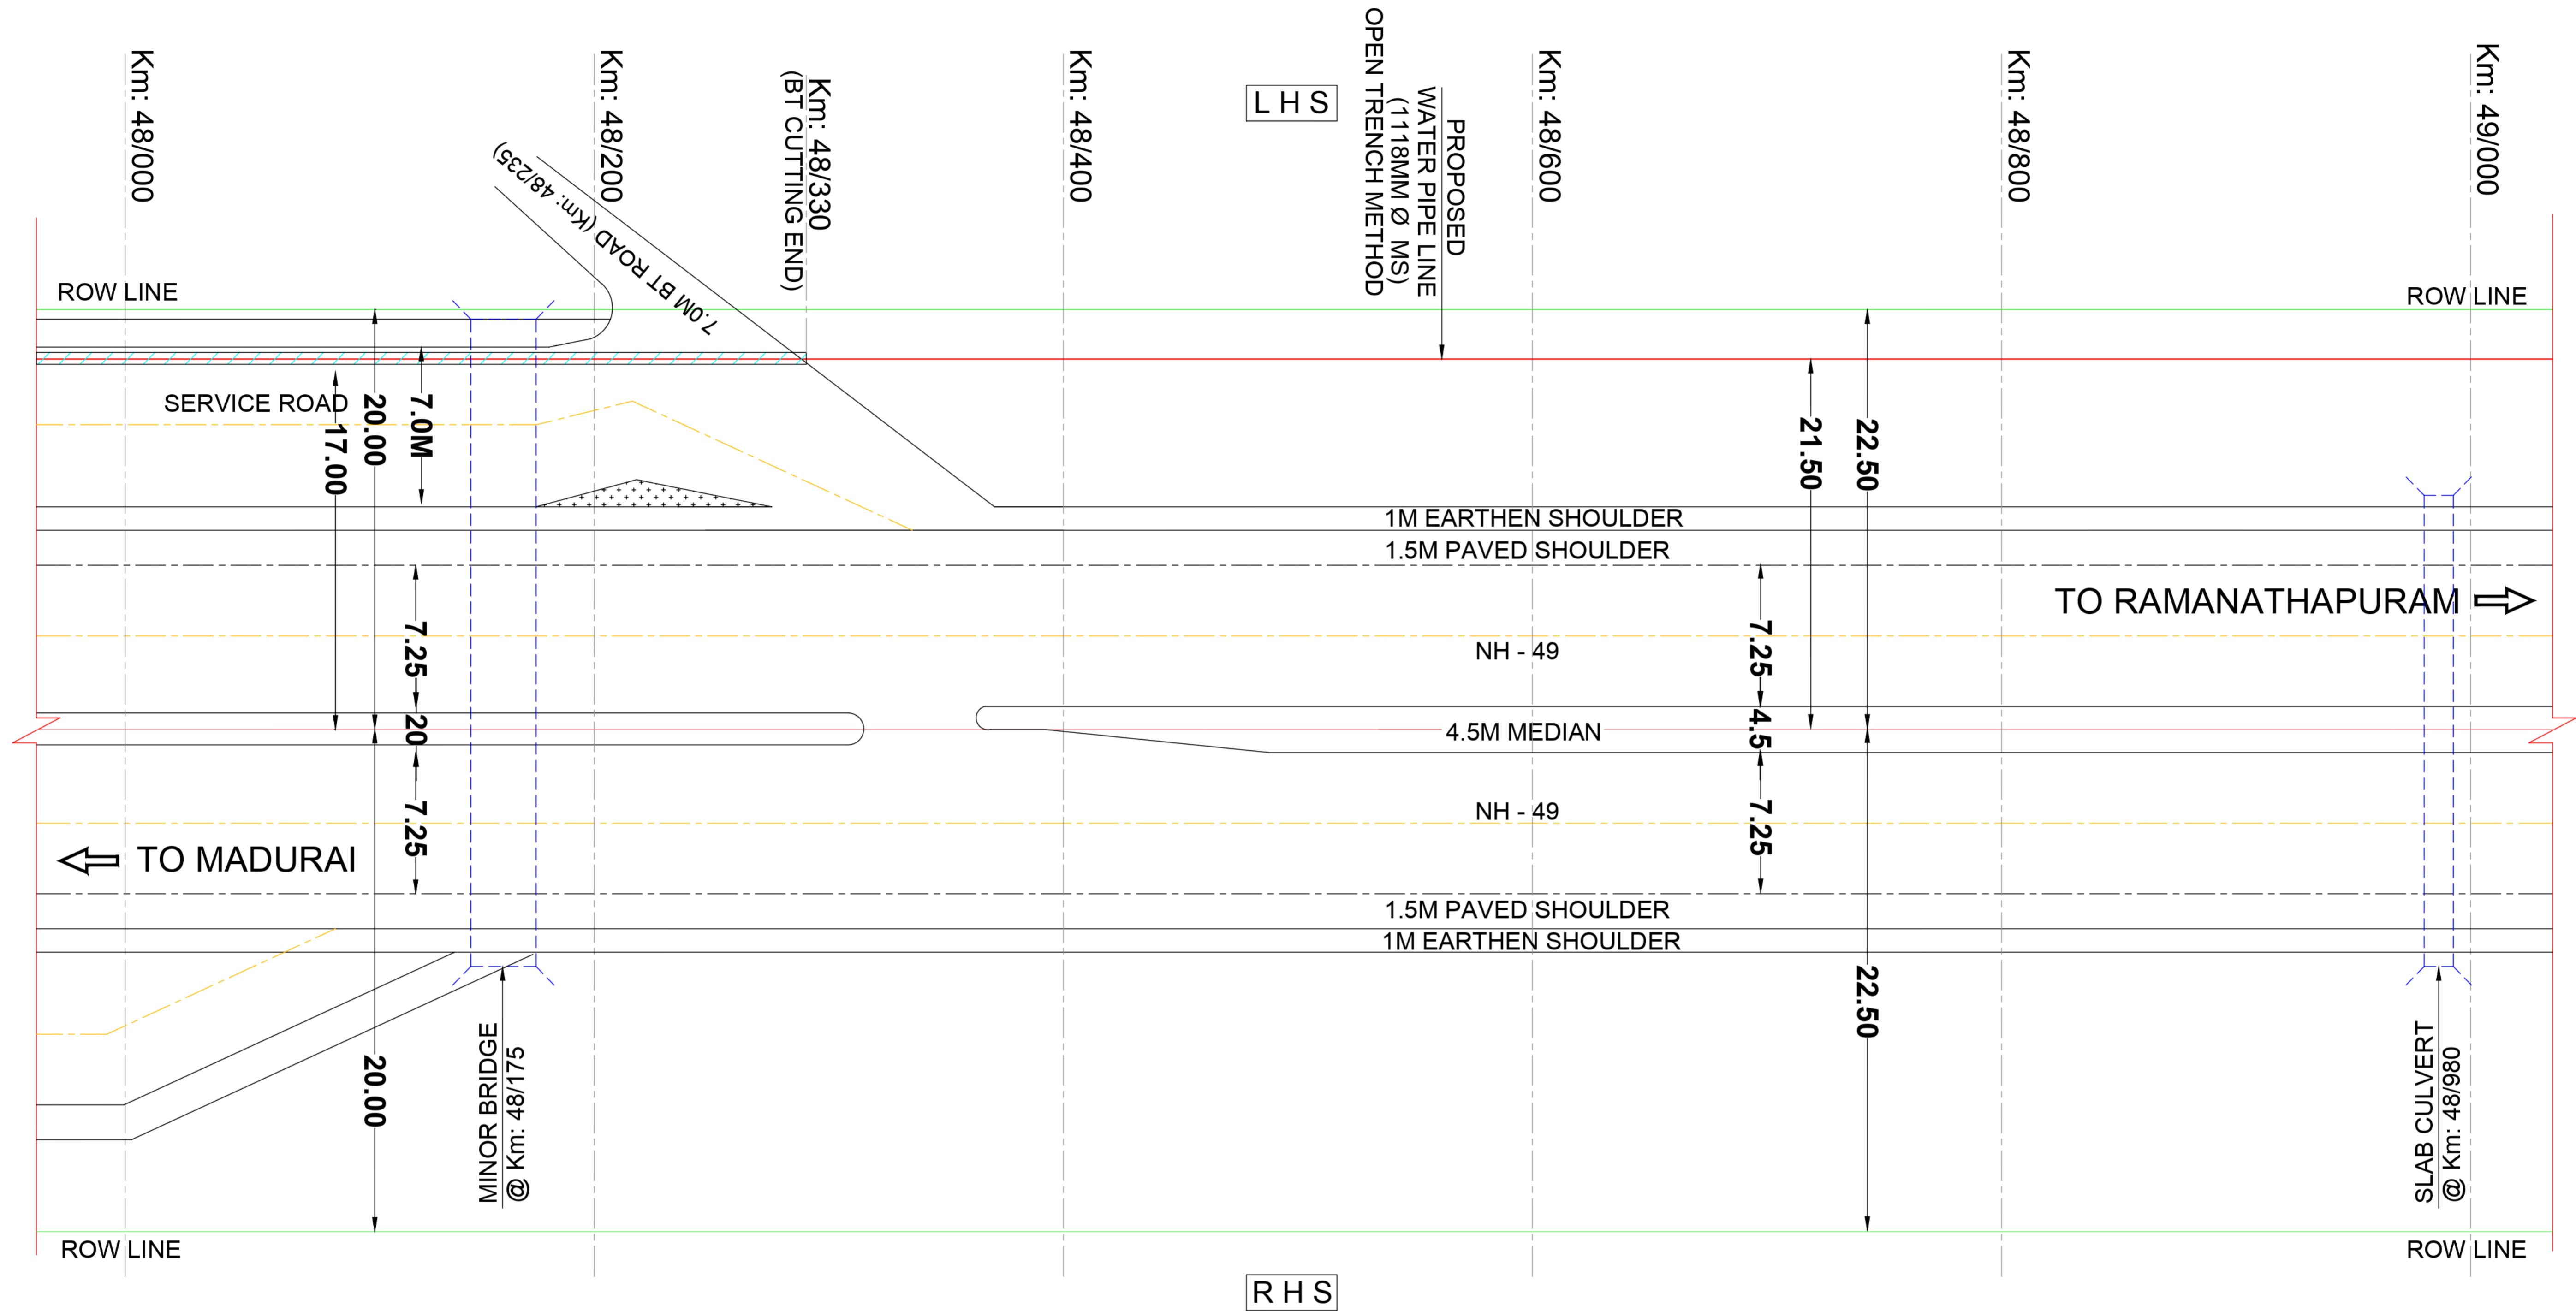 Km: 48/000
Km: 48/200
Km: 48/330
(BT CUTTING END)
Km: 48/400
L H S
PROPOSED
WATER PIPE LINE
(1118MM Ø MS)
OPEN TRENCH METHOD
Km: 48/600
Km: 48/800
Km: 49/000
7.0M BT ROAD (Km: 48/235)
ROW LINE
ROW LINE
SERVICE ROAD
17.00
20.00
7.0M
21.50
22.50
1M EARTHEN SHOULDER
1.5M PAVED SHOULDER
TO RAMANATHAPURAM
7.25
NH - 49
7.25
20
4.5M MEDIAN
4.5
7.25
NH - 49
7.25
TO MADURAI
1.5M PAVED SHOULDER
1M EARTHEN SHOULDER
20.00
MINOR BRIDGE
@ Km: 48/175
22.50
SLAB CULVERT
@ Km: 48/980
ROW LINE
ROW LINE
R H S